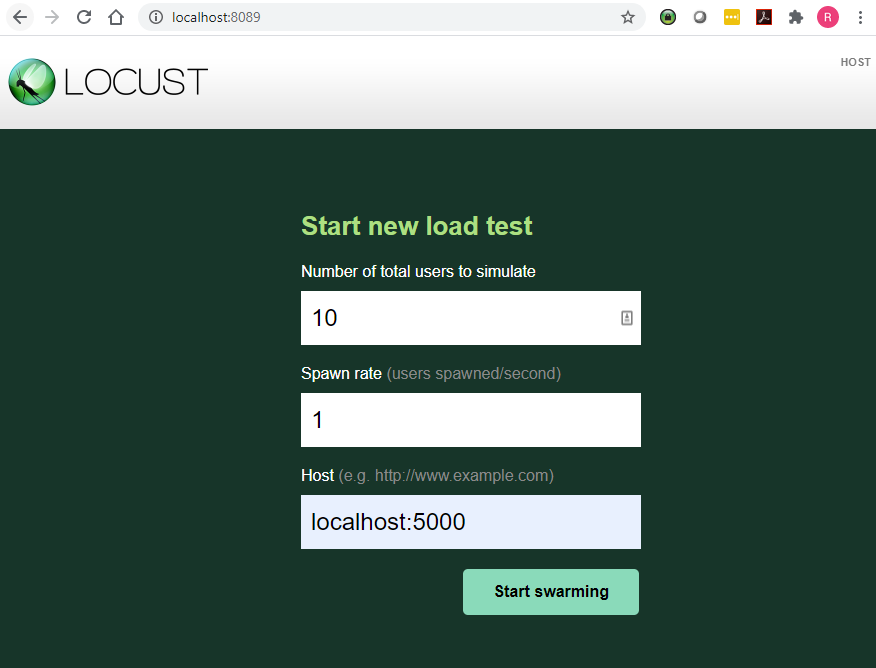 localhost:8089
R
LOCUST
HOST
Start new load test
Number of total users to simulate
10
Spawn rate (users spawned/second)
1
Host (e.g. http://www.example.com)
localhost:5000
Start swarming